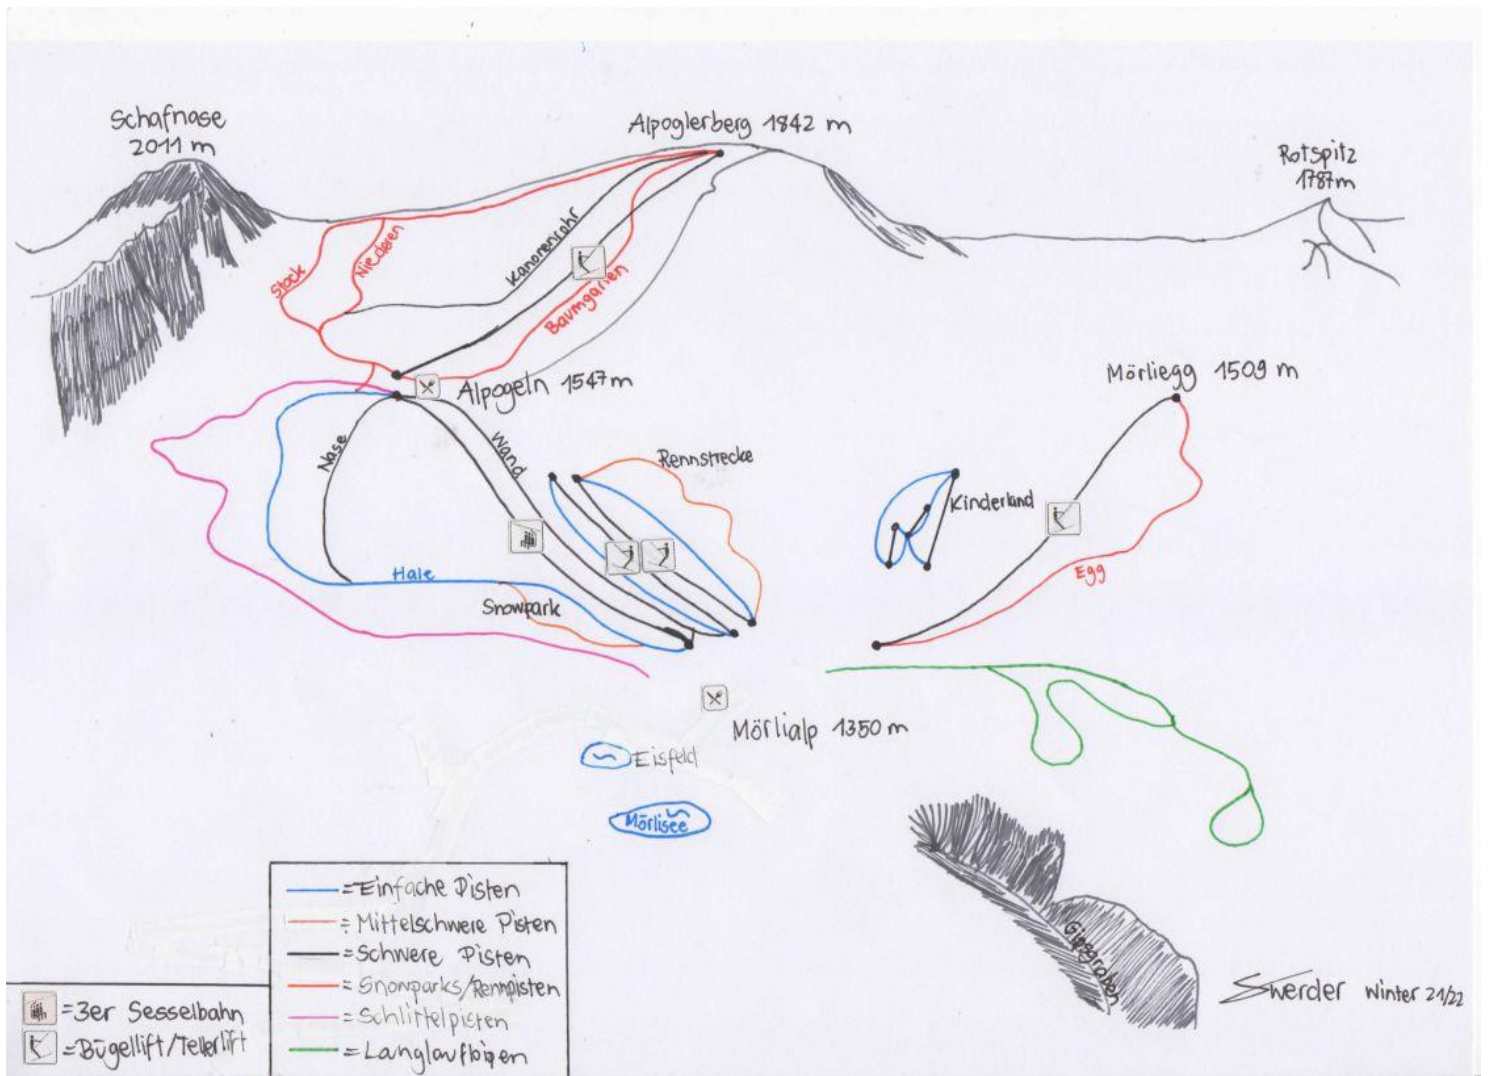 Schafnase
2011 m
Alpoglerberg 1842 m
Rotspitz
1787m
Stock
Niederen
Kanonenrohr
Baumgarten
Alpogeln 1547m
Mörliegg 1509 m
Nase
Wand
Rennstrecke
Kinderland
Egg
Hale
Snowpark
Mörlialp 1350 m
Eisfeld
Mörlisee
Gipsgraben
=Einfache Pisten
= Mittelschwere Pisten
=Schwere Pisten
= Snowparks/Rennpisten
= Schlittelpisten
=Langlaufloipen
=3er Sesselbahn
=Bügellift/Tellerlift
Swerder Winter 21/22